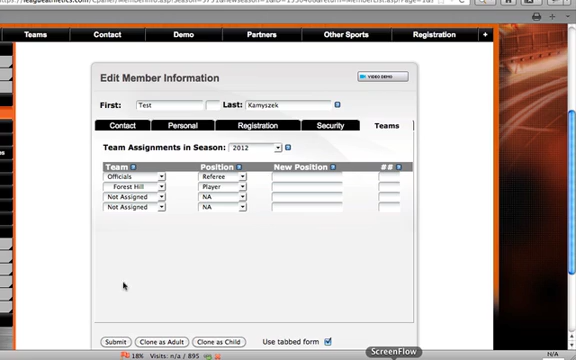 Teams Contact Demo Partners Other Sports Registration +
Edit Member Information
VIDEO DEMO
First: Test Last: Kamyszek ?
Contact Personal Registration Security Teams
Team Assignments in Season: 2012 ?
Team ? Position ? New Position ? ## ?
Officials Referee
Forest Hill Player
Not Assigned NA
Not Assigned NA
Submit Clone as Adult Clone as Child Use tabbed form
18% Visits: n/a / 895 N/A
ScreenFlow